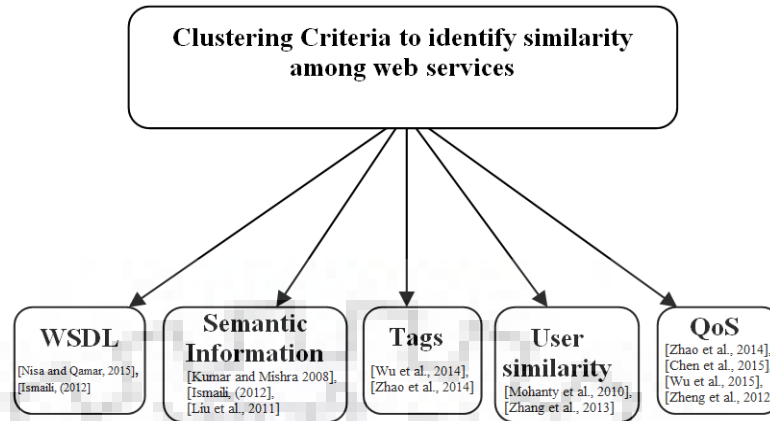 Clustering Criteria to identify similarity
among web services
WSDL
[Nisa and Qamar, 2015],
[Ismaili, (2012]
Semantic
Information
[Kumar and Mishra 2008],
[Ismaili, (2012],
[Liu et al., 2011]
Tags
[Wu et al., 2014],
[Zhao et al., 2014]
User
similarity
[Mohanty et al., 2010],
[Zhang et al., 2013]
QoS
[Zhao et al., 2014],
[Chen et al., 2015]
[Wu et al., 2015],
[Zheng et al., 2012